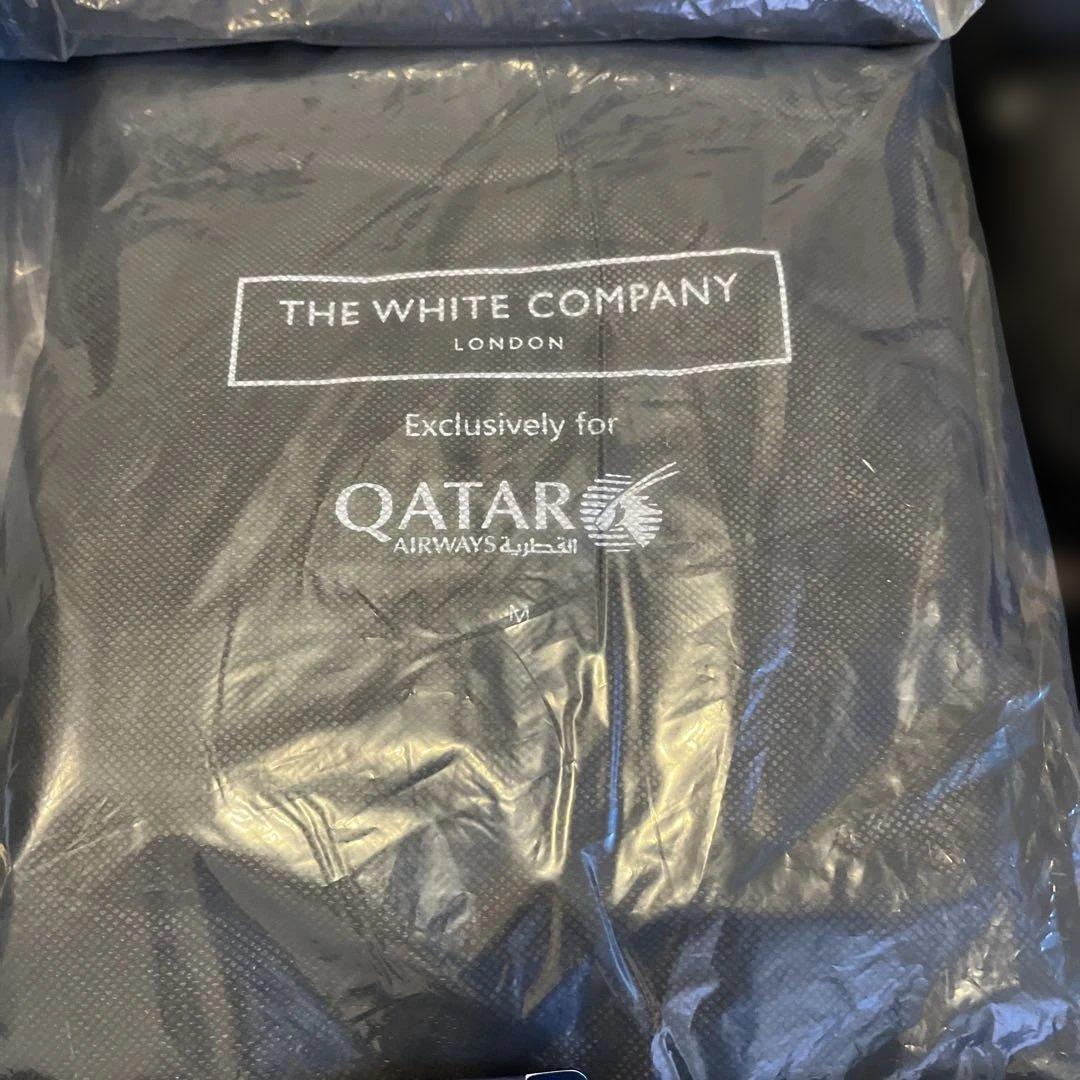 THE WHITE COMPANY
LONDON
Exclusively for
QATAR
AIRWAYS القطرية
M